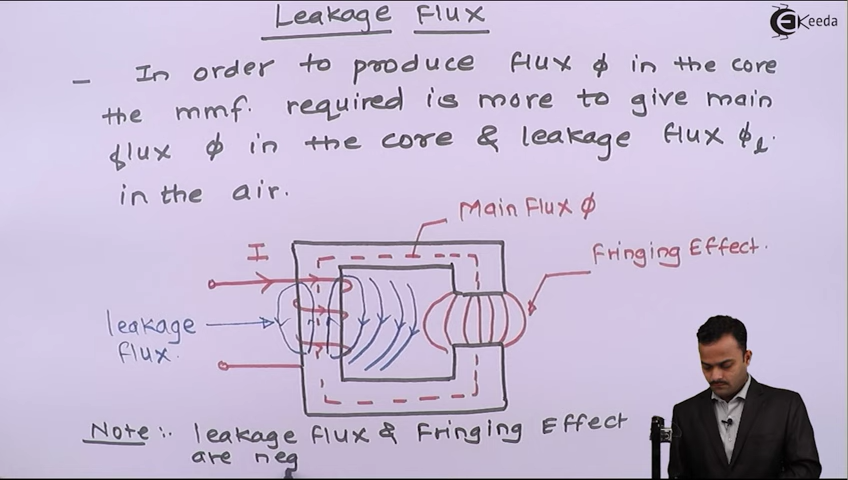 Leakage Flux
EKeeda
- In order to produce flux ϕ in the core
the mmf. required is more to give main
flux ϕ in the core & leakage flux ϕl.
in the air.
Main Flux ϕ
I
Fringing Effect.
leakage
flux.
Note :- leakage flux & Fringing Effect
are neg